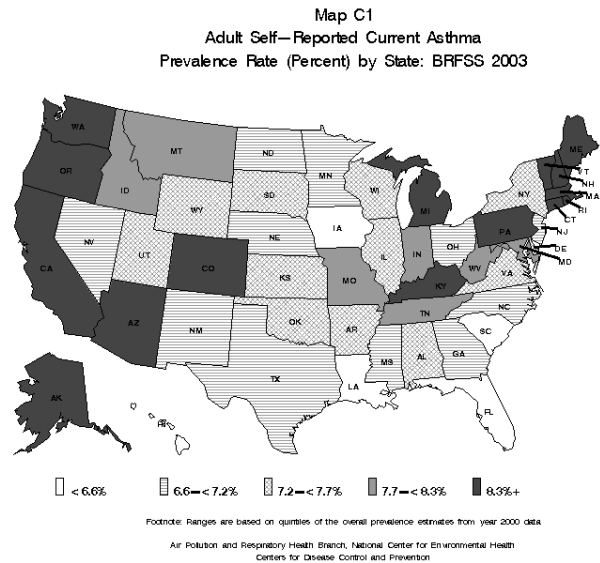 Map C1
Adult Self-Reported Current Asthma
Prevalence Rate (Percent) by State: BRFSS 2003
WA
OR
CA
NV
ID
MT
WY
UT
CO
AZ
NM
ND
SD
NE
KS
OK
TX
MN
IA
MO
AR
LA
WI
IL
MI
IN
OH
KY
TN
MS
AL
GA
FL
SC
NC
VA
WV
PA
NY
ME
VT
NH
MA
RI
CT
NJ
DE
MD
AK
HI
< 6.6% 6.6-< 7.2% 7.2-< 7.7% 7.7-< 8.3% 8.3%+
Footnote: Ranges are based on quintiles of the overall prevalence estimates from year 2000 data
Air Pollution and Respiratory Health Branch, National Center for Environmental Health
Centers for Disease Control and Prevention